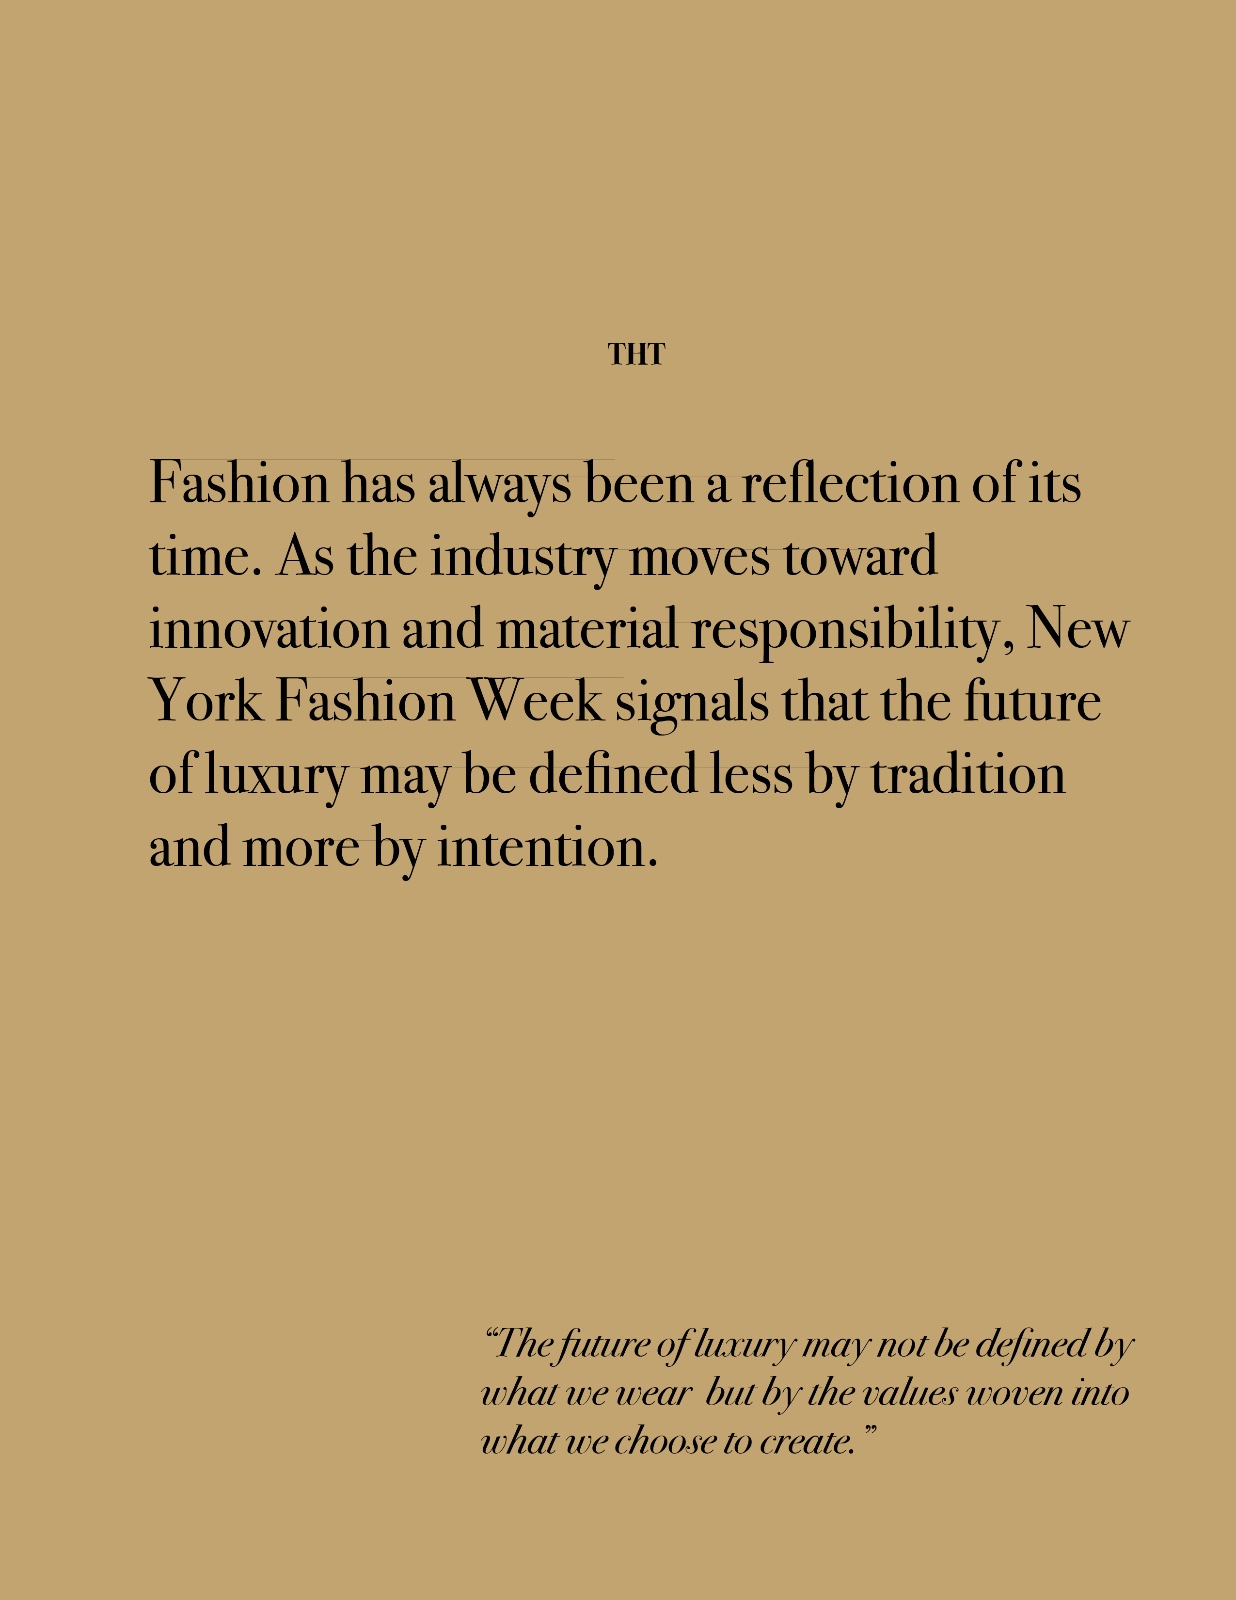 THT
Fashion has always been a reflection of its
time. As the industry moves toward
innovation and material responsibility, New
York Fashion Week signals that the future
of luxury may be defined less by tradition
and more by intention.
“The future of luxury may not be defined by
what we wear  but by the values woven into
what we choose to create.”